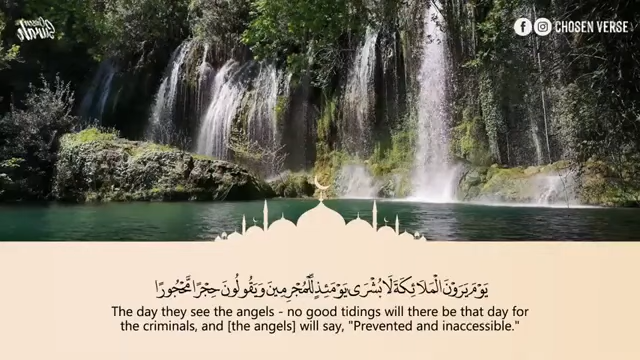 CHOSEN VERSE
يَوْمَ يَرَوْنَ الْمَلَائِكَةَ لَا بُشْرَى يَوْمَئِذٍ لِّلْمُجْرِمِينَ وَيَقُولُونَ حِجْرًا مَّحْجُورًا
The day they see the angels - no good tidings will there be that day for
the criminals, and [the angels] will say, "Prevented and inaccessible."